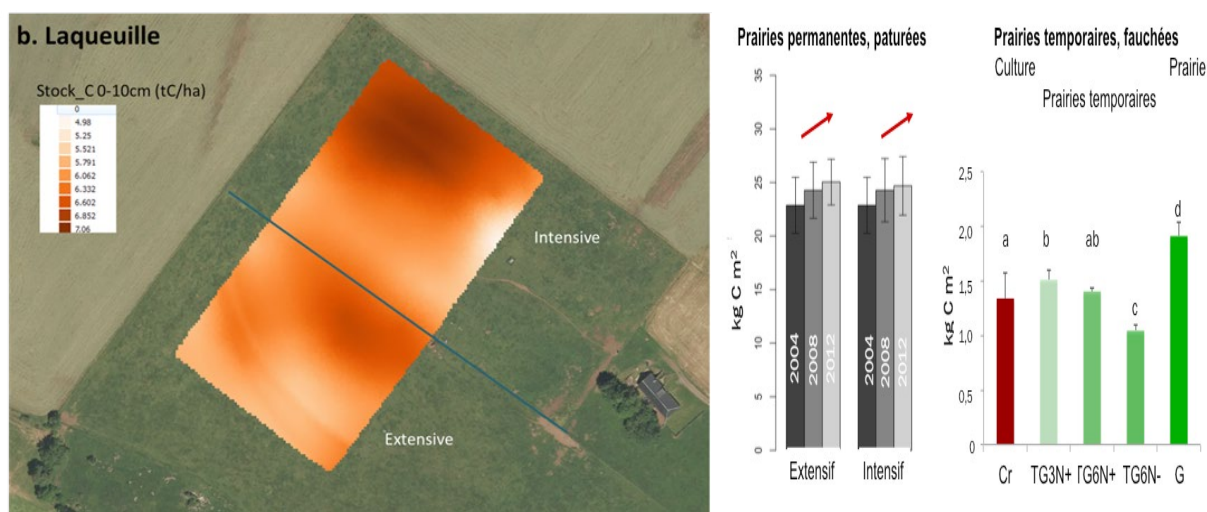 b. Laqueuille
Stock_C 0-10cm (tC/ha)
0
4.98
5.25
5.521
5.791
6.062
6.332
6.602
6.852
7.06
Intensive
Extensive
Prairies permanentes, paturées
kg C m²
35
30
25
20
15
10
5
0
2004
2008
2012
2004
2008
2012
Extensif
Intensif
Prairies temporaires, fauchées
Culture
Prairie
Prairies temporaires
kg C m²
2,5
2,0
1,5
1,0
0,5
0
a
b
ab
c
d
Cr
TG3N+
TG6N+
TG6N-
G